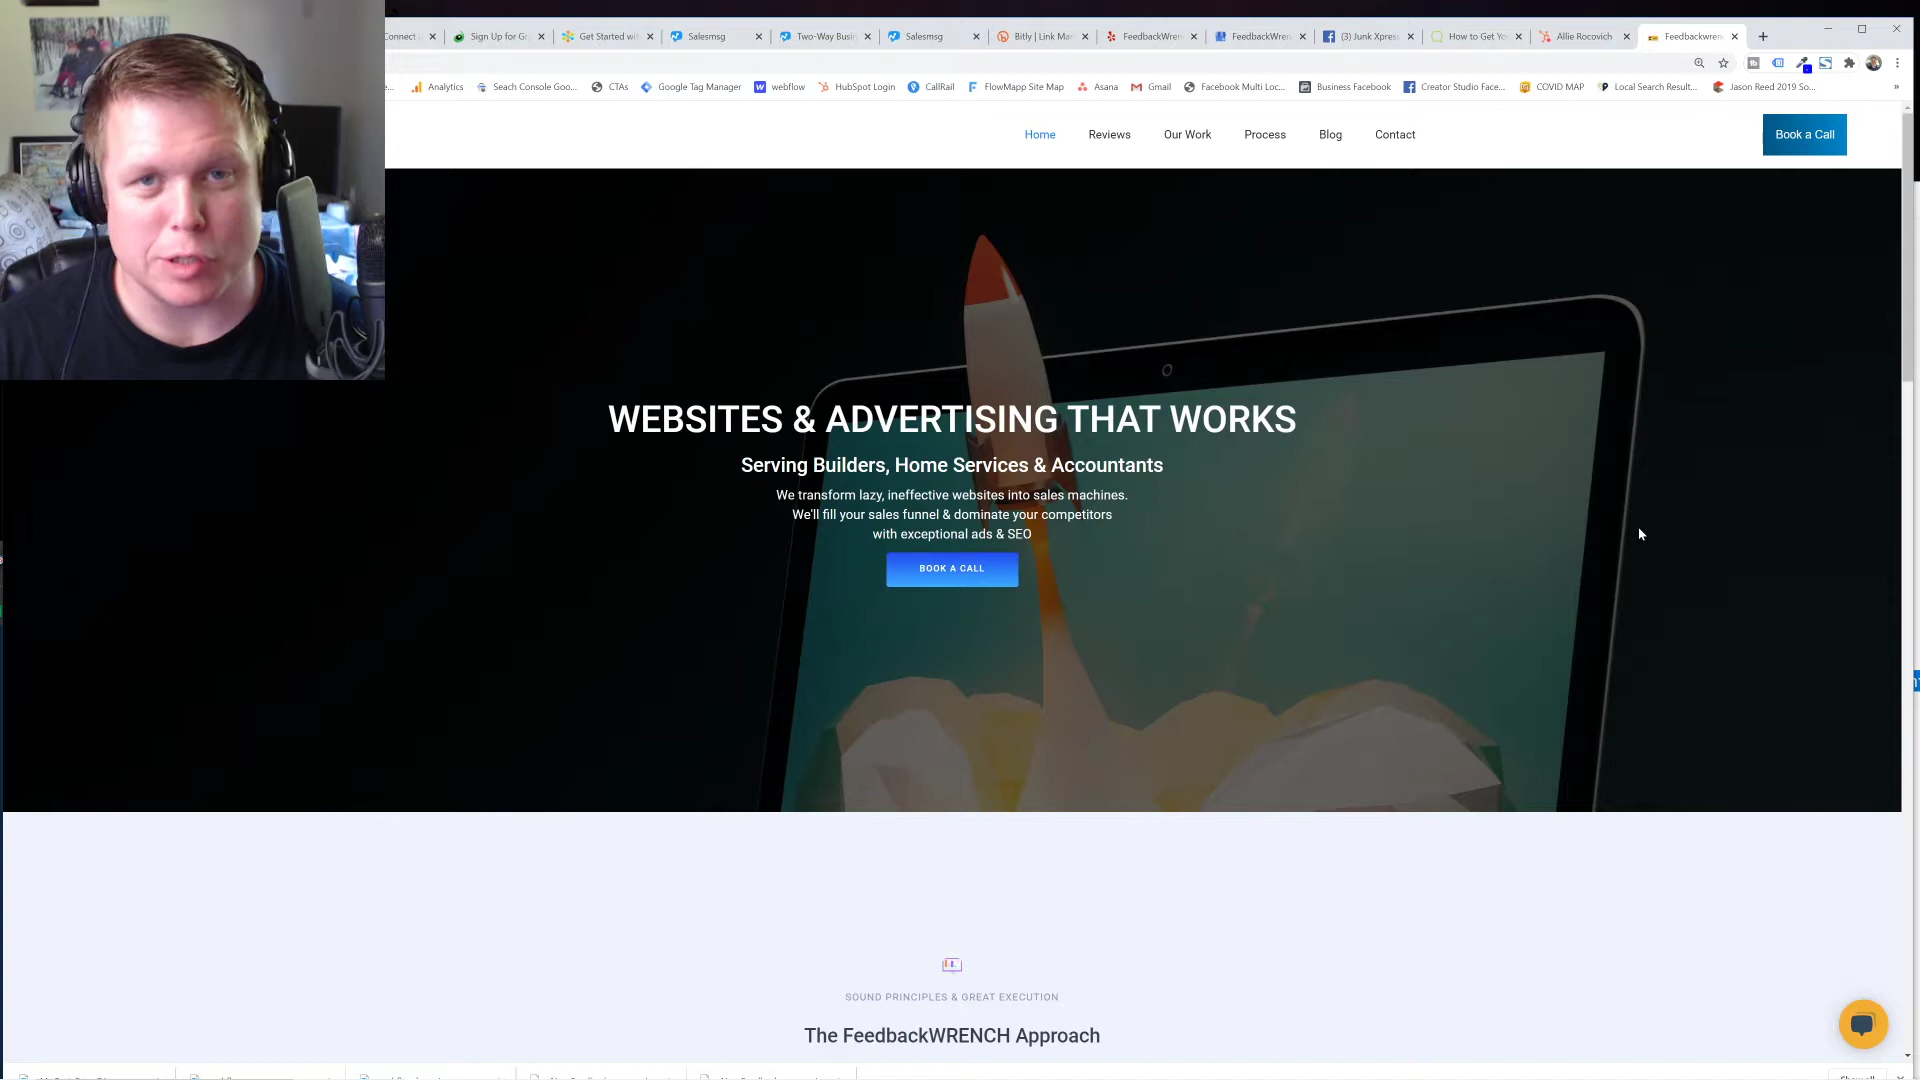 Connect
Sign Up for Gr
Get Started wi
Salesmsg
Two-Way Busi
Salesmsg
Bitly | Link Ma
FeedbackWren
FeedbackWren
(3) Junk Xpress
How to Get Yo
Allie Rocovich
Feedbackwren
Analytics
Seach Console Goo...
CTAs
Google Tag Manager
webflow
HubSpot Login
CallRail
FlowMapp Site Map
Asana
Gmail
Facebook Multi Loc...
Business Facebook
Creator Studio Face...
COVID MAP
Local Search Result...
Jason Reed 2019 So...
»
Home
Reviews
Our Work
Process
Blog
Contact
Book a Call
WEBSITES & ADVERTISING THAT WORKS
Serving Builders, Home Services & Accountants
We transform lazy, ineffective websites into sales machines.
We'll fill your sales funnel & dominate your competitors
with exceptional ads & SEO
BOOK A CALL
SOUND PRINCIPLES & GREAT EXECUTION
The FeedbackWRENCH Approach